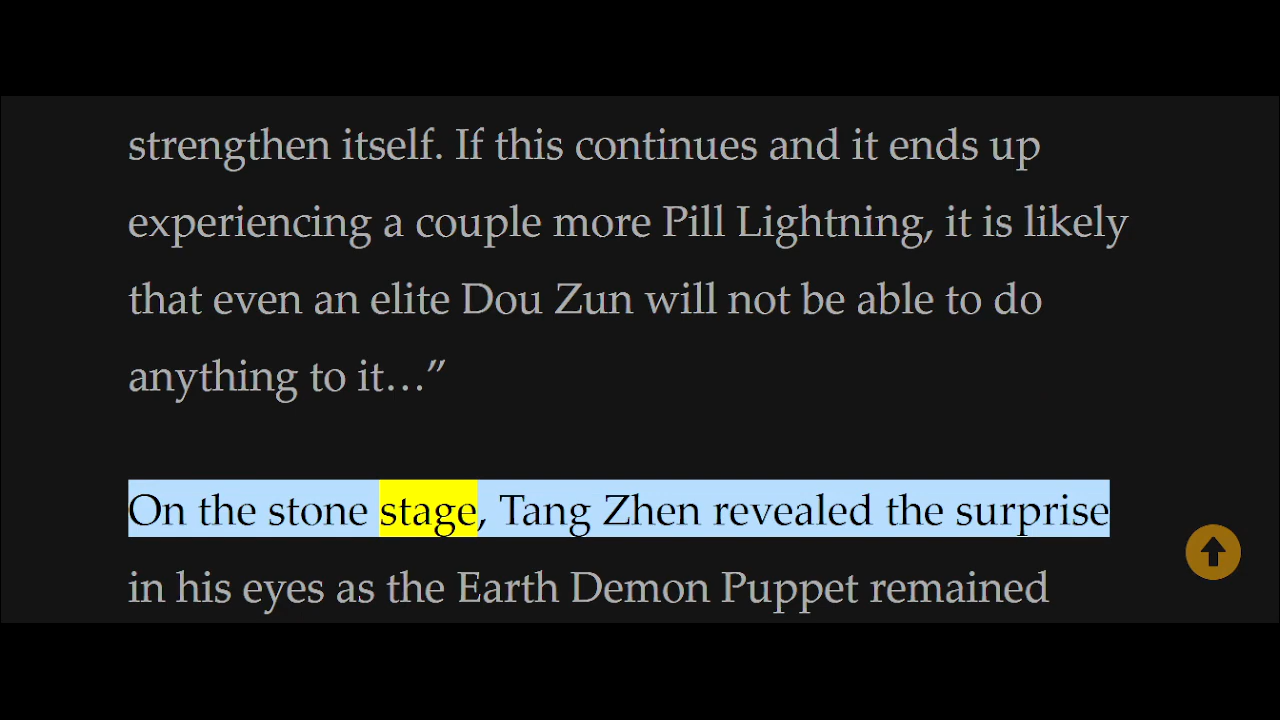 strengthen itself. If this continues and it ends up
experiencing a couple more Pill Lightning, it is likely
that even an elite Dou Zun will not be able to do
anything to it…”
On the stone stage, Tang Zhen revealed the surprise
in his eyes as the Earth Demon Puppet remained